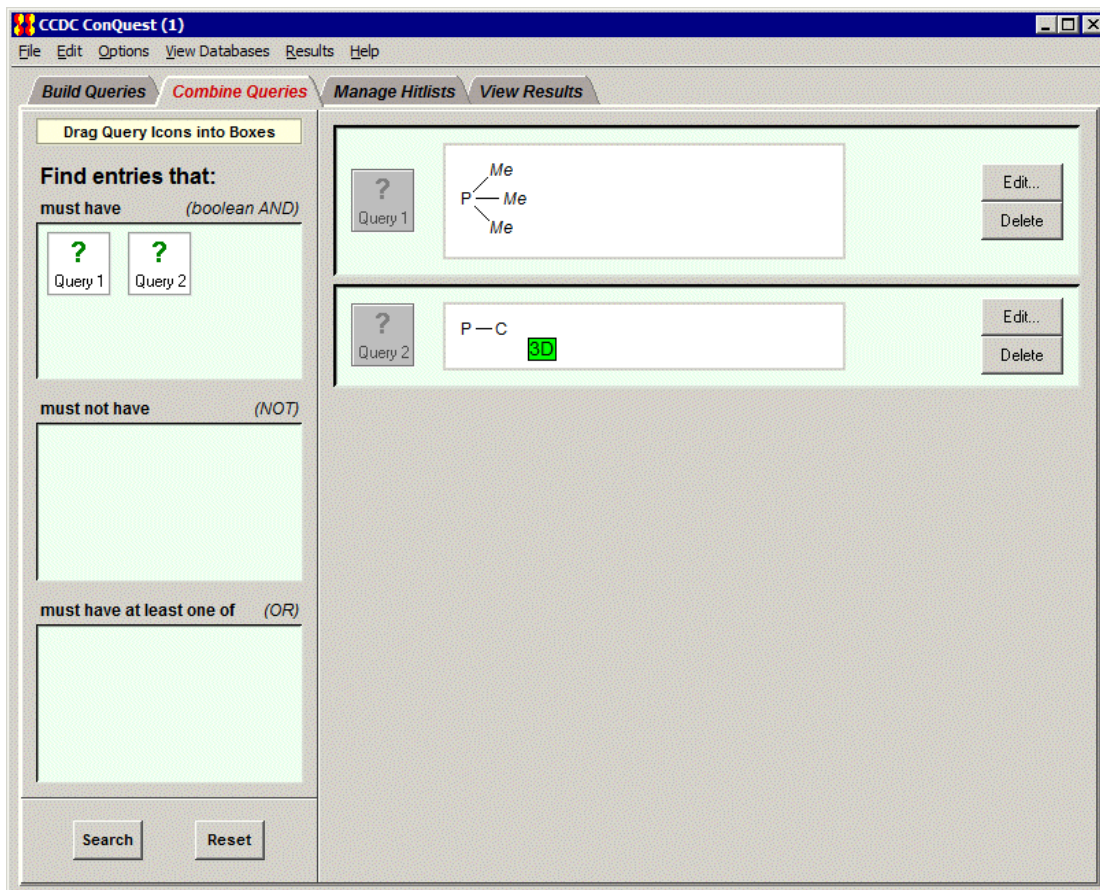 CCDC ConQuest (1)
File Edit Options View Databases Results Help
Build Queries Combine Queries Manage Hitlists View Results
Drag Query Icons into Boxes
Find entries that:
must have (boolean AND)
? ?
Query 1 Query 2
must not have (NOT)
must have at least one of (OR)
Search Reset
?
Query 1
Me
P Me
Me
Edit...
Delete
?
Query 2
P C
3D
Edit...
Delete